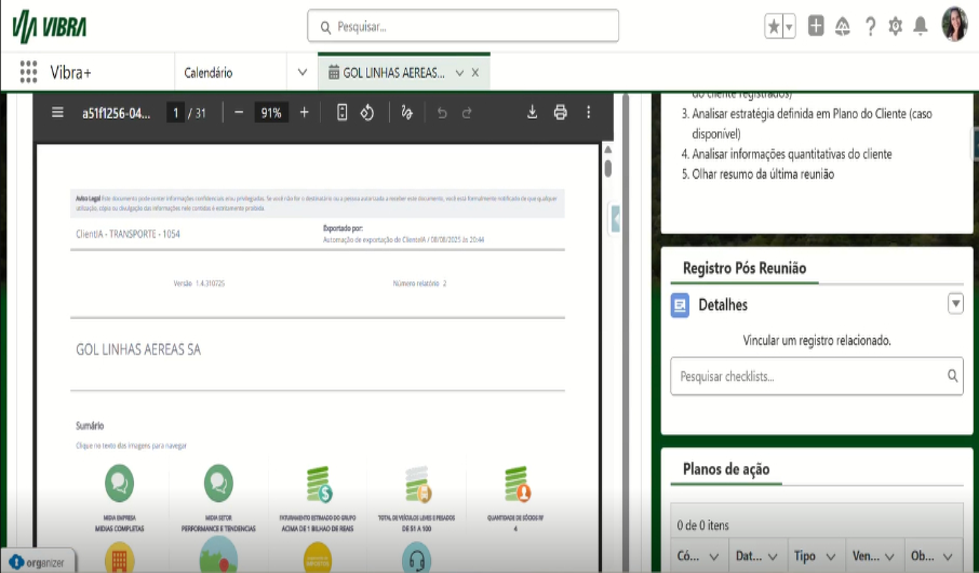 VIBRA
Pesquisar...
Vibra+
Calendário
GOL LINHAS AEREAS...
a51f1256-04...
1 / 31
91%
Aviso Legal Este documento pode conter informações confidenciais e/ou privilegiadas. Se você não for o destinatário ou a pessoa autorizada a receber este documento, você está formalmente notificado de que qualquer
utilização, cópia ou divulgação das informações nele contidas é estritamente proibida.
ClientIA - TRANSPORTE - 1054
Exportado por:
Automação de exportação do ClientIA / 08/08/2025 às 20:44
Versão 1.4.310725
Número relatório 2
GOL LINHAS AEREAS SA
Sumário
Clique no texto das imagens para navegar
MIDIA EMPRESA
MIDIAS COMPLETAS
MIDIA SETOR
PERFORMANCE E TENDENCIAS
FATURAMENTO ESTIMADO DO GRUPO
ACIMA DE 1 BILHAO DE REAIS
TOTAL DE VEÍCULOS LEVES E PESADOS
DE 51 A 100
QUANTIDADE DE SÓCIOS RF
4
organizer
do cliente registrados)
3. Analisar estratégia definida em Plano do Cliente (caso
disponível)
4. Analisar informações quantitativas do cliente
5. Olhar resumo da última reunião
Registro Pós Reunião
Detalhes
Vincular um registro relacionado.
Pesquisar checklists...
Planos de ação
0 de 0 itens
Có... Dat... Tipo Ven... Ob...